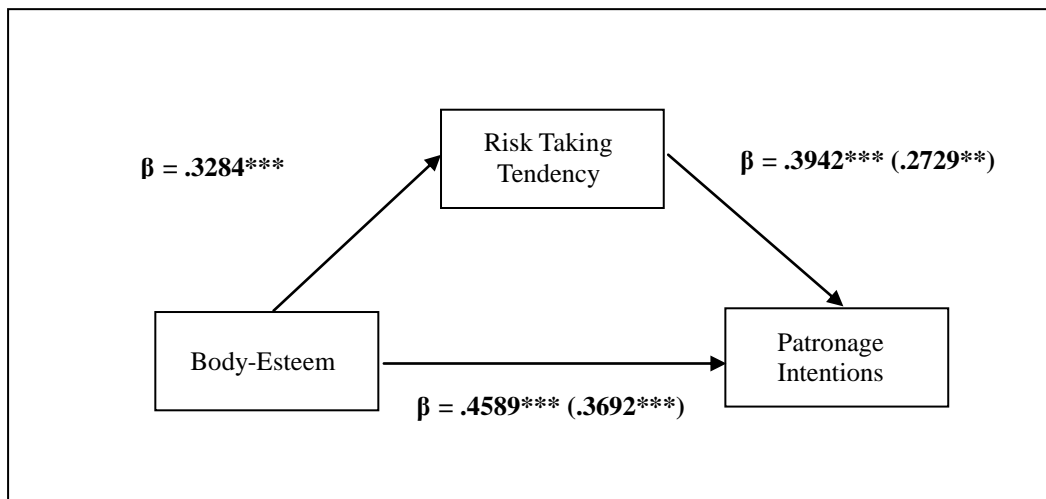 Risk Taking
Tendency
β = .3284***
β = .3942*** (.2729**)
Body-Esteem
Patronage
Intentions
β = .4589*** (.3692***)